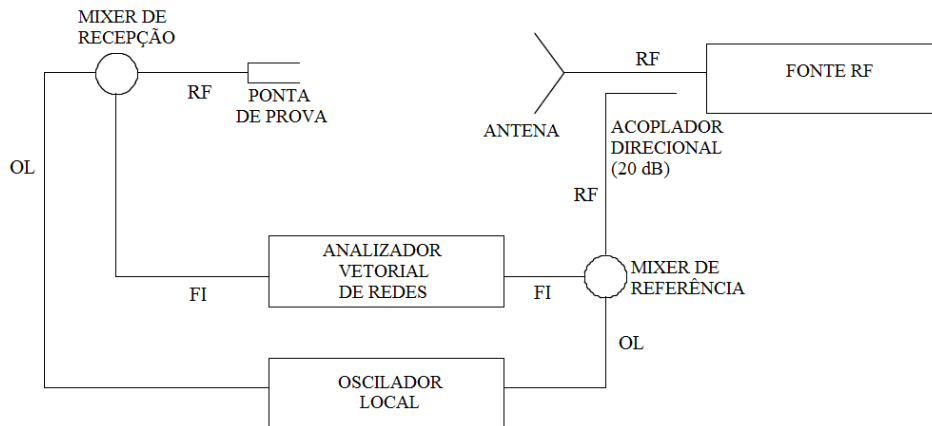 MIXER DE
RECEPÇÃO
RF
PONTA
DE PROVA
ANTENA
RF
FONTE RF
ACOPLADOR
DIRECIONAL
(20 dB)
RF
OL
ANALIZADOR
VETORIAL
DE REDES
FI
FI
MIXER DE
REFERÊNCIA
OL
OSCILADOR
LOCAL